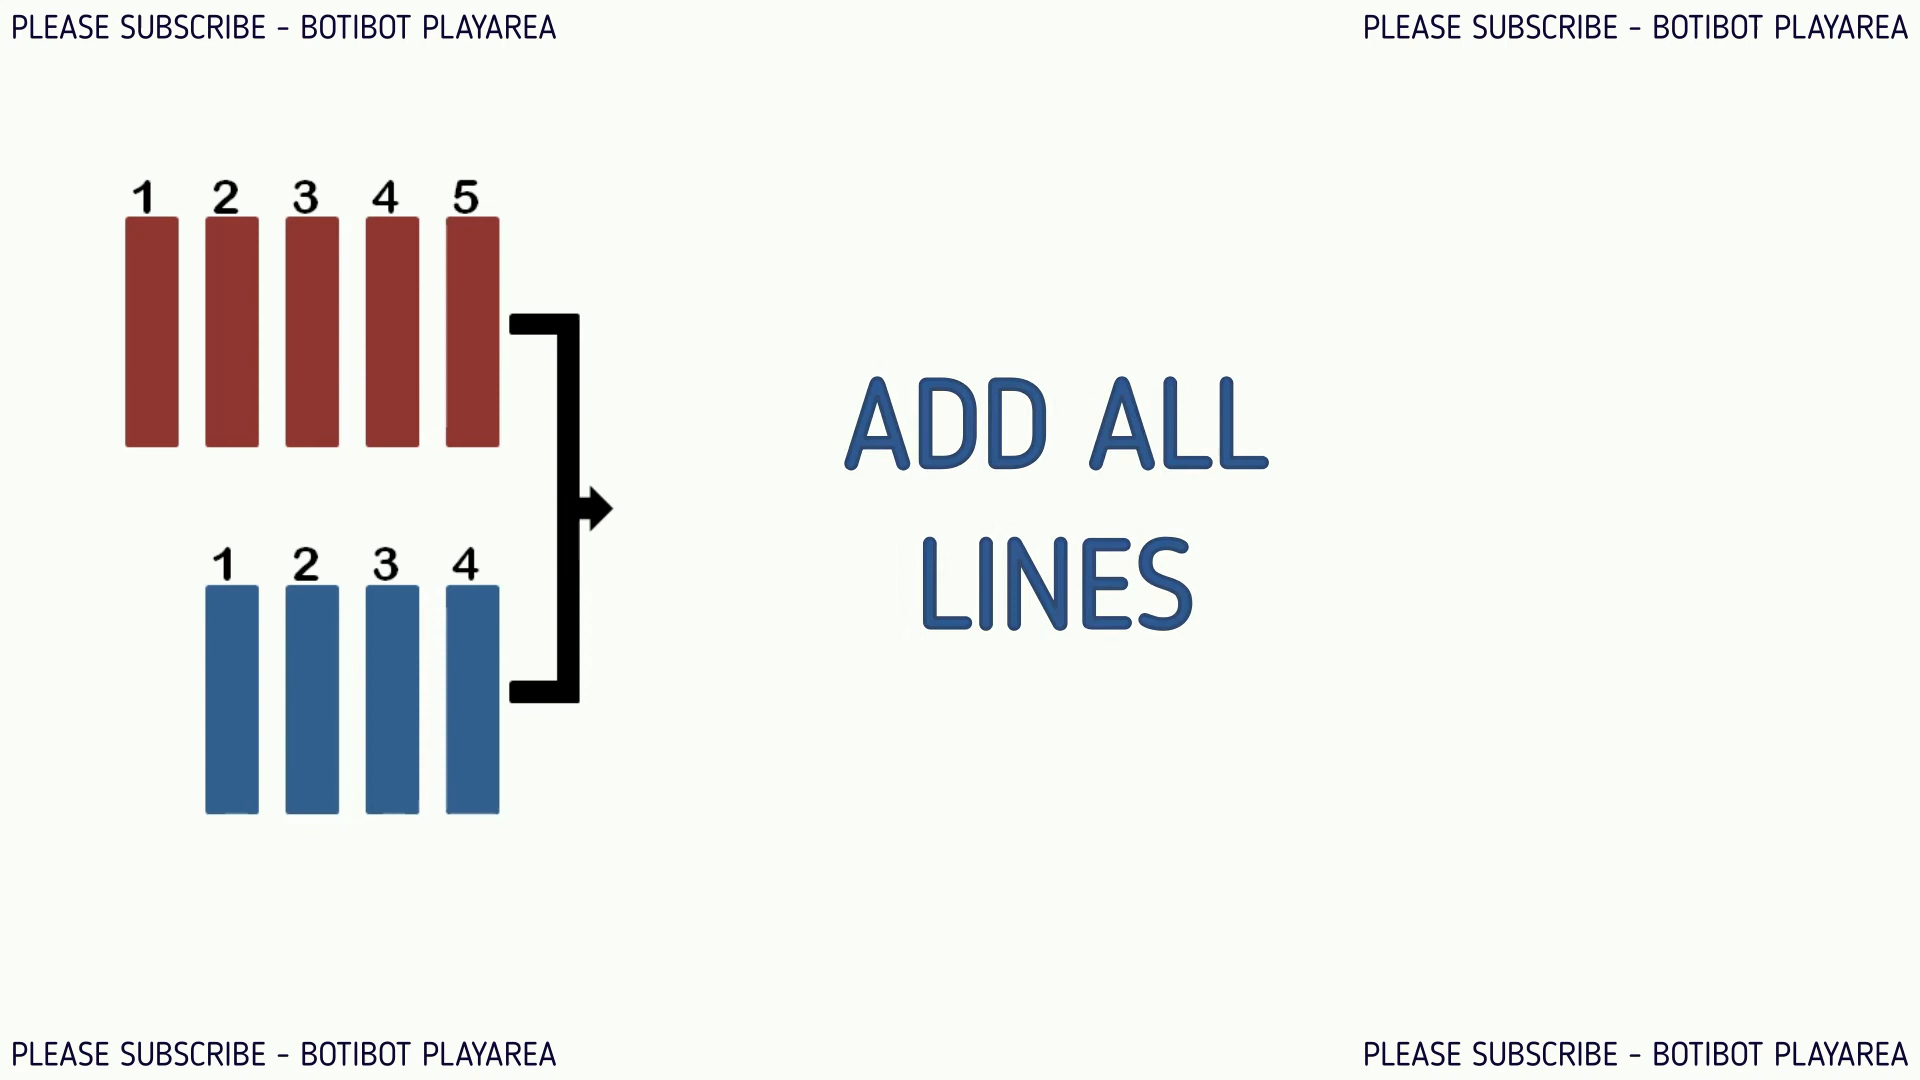 PLEASE SUBSCRIBE - BOTIBOT PLAYAREA
PLEASE SUBSCRIBE - BOTIBOT PLAYAREA
1 2 3 4 5
ADD ALL
LINES
1 2 3 4
PLEASE SUBSCRIBE - BOTIBOT PLAYAREA
PLEASE SUBSCRIBE - BOTIBOT PLAYAREA